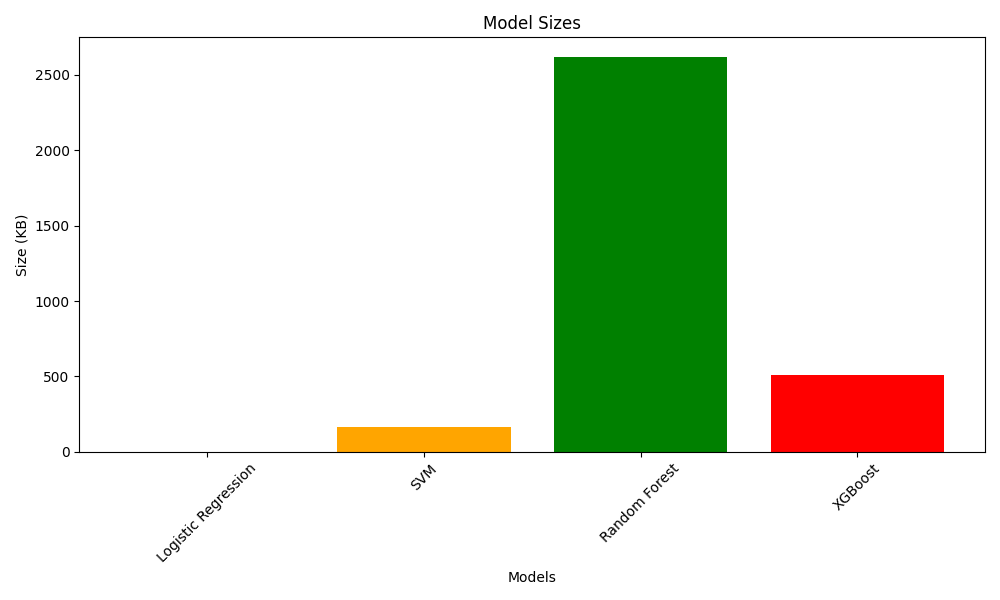 Model Sizes
Size (KB)
2500
2000
1500
1000
500
0
Logistic Regression
SVM
Random Forest
XGBoost
Models